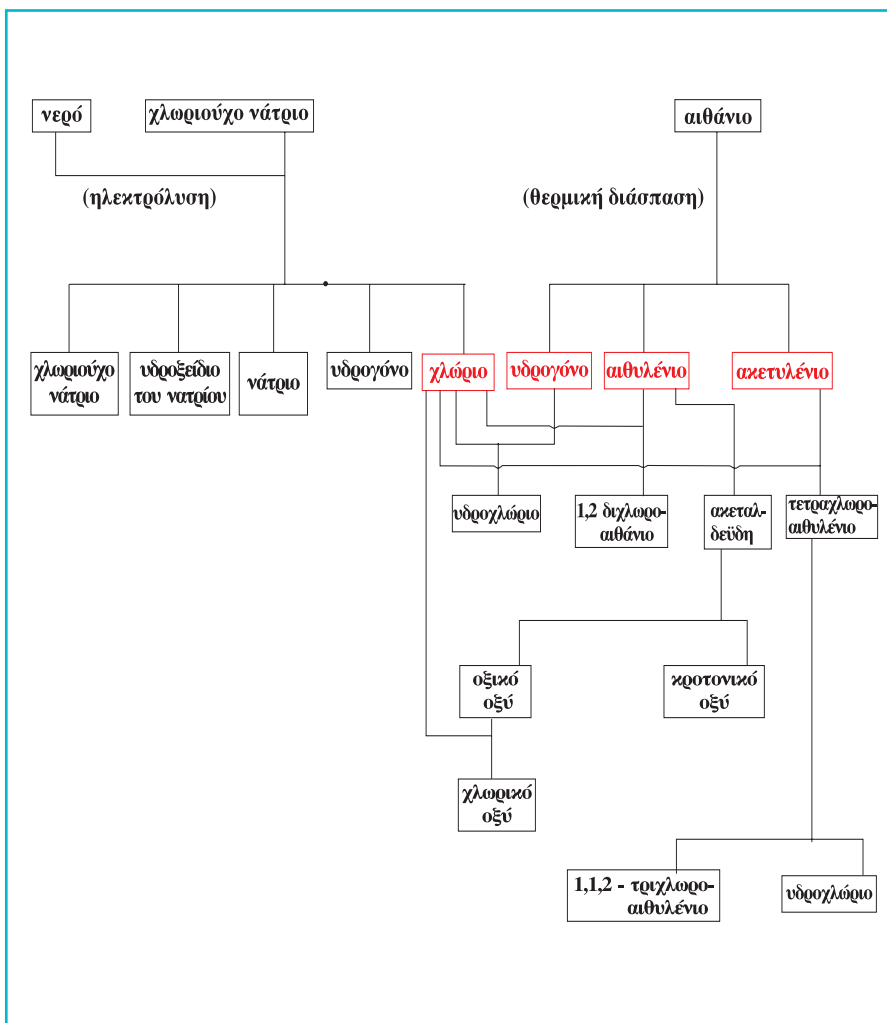 νερό
χλωριούχο νάτριο
αιθάνιο
(ηλεκτρόλυση)
(θερμική διάσπαση)
χλωριούχο
νάτριο
υδροξείδιο
του νατρίου
νάτριο
υδρογόνο
χλώριο
υδρογόνο
αιθυλένιο
ακετυλένιο
υδροχλώριο
1,2 διχλωρο-
αιθάνιο
ακεταλ-
δεϋδη
τετραχλωρο-
αιθυλένιο
οξικό
οξύ
κροτονικό
οξύ
χλωρικό
οξύ
1,1,2 - τριχλωρο-
αιθυλένιο
υδροχλώριο